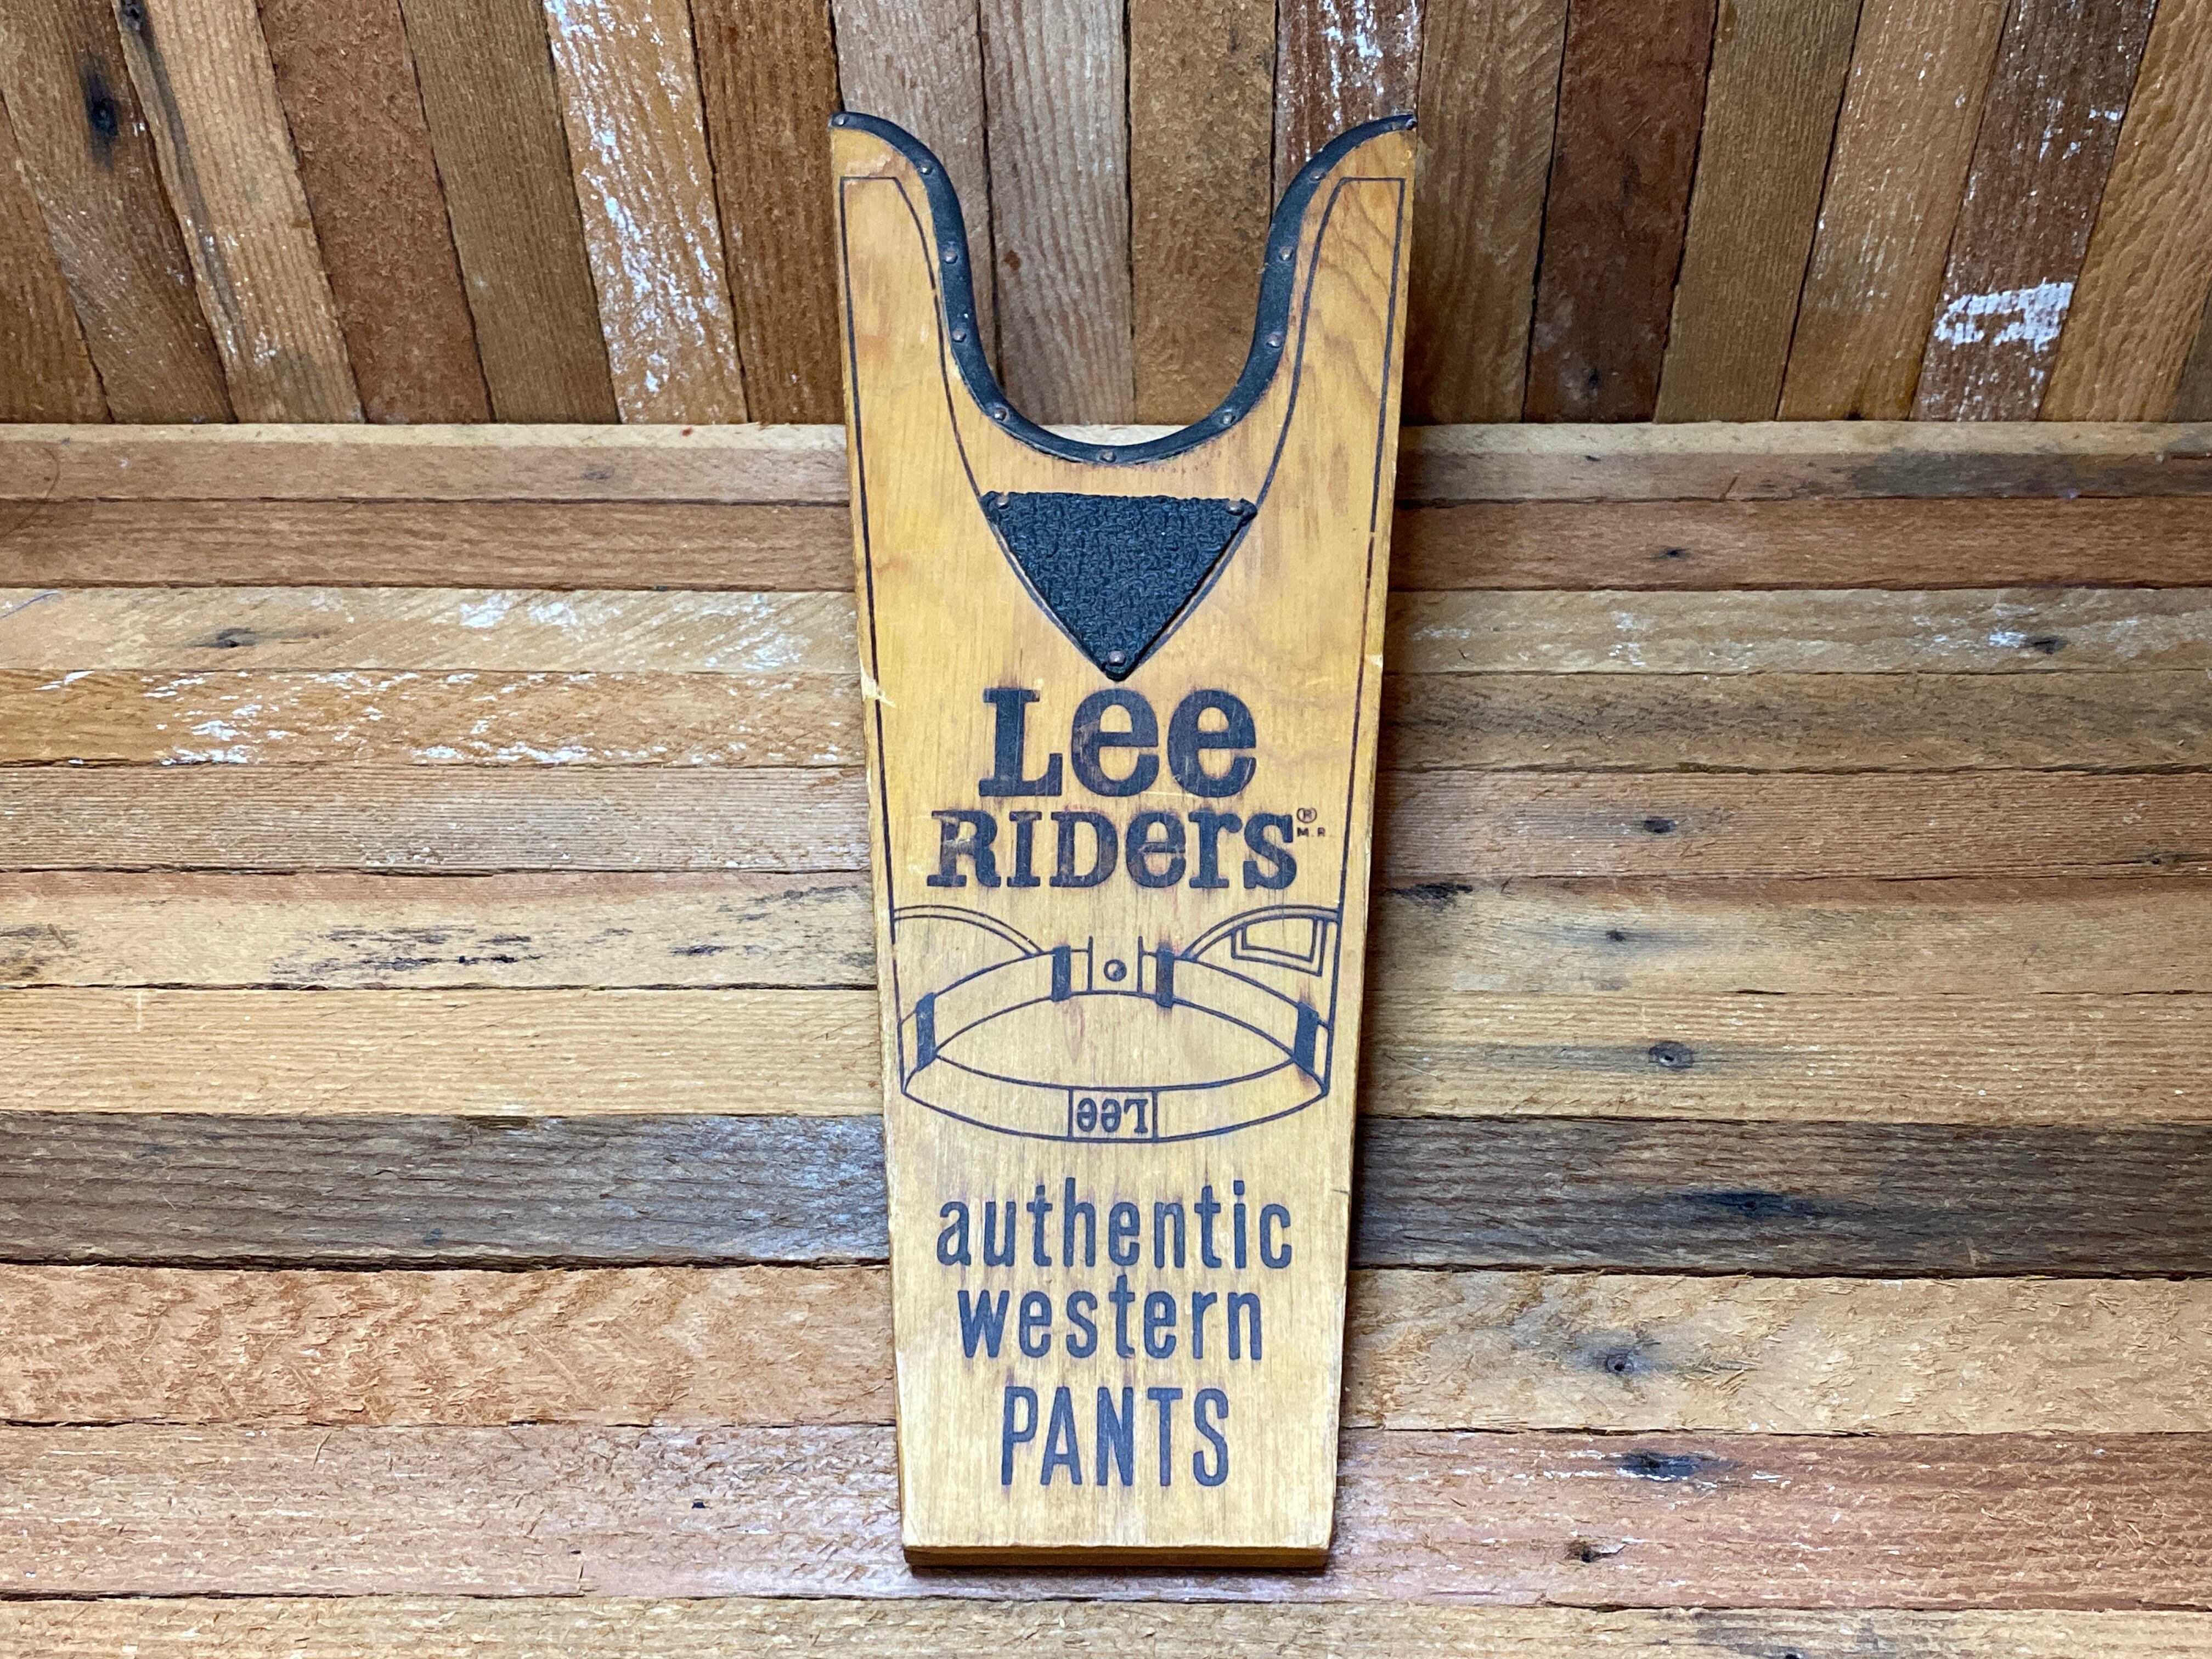 Lee
RIDers® M.R.
Lee
authentic
western
PANTS